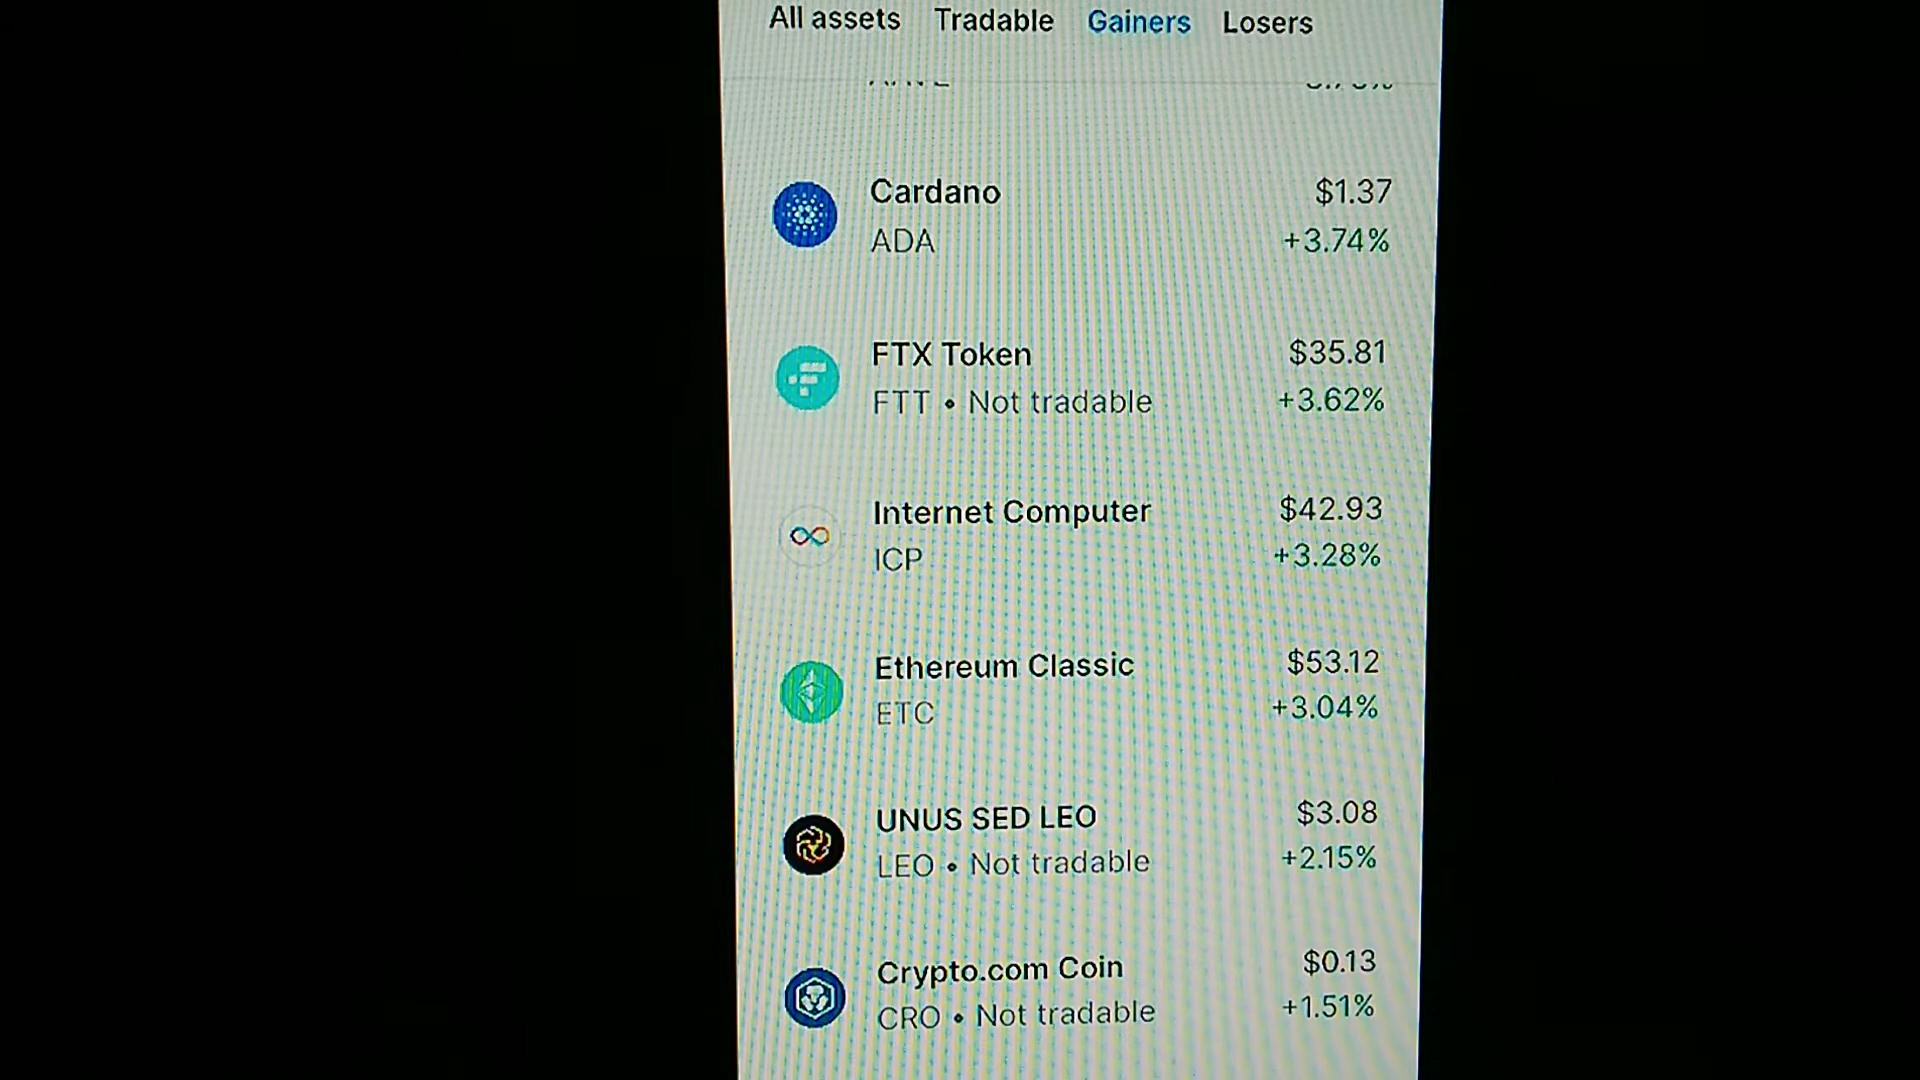 All assets Tradable Gainers Losers
Cardano $1.37
ADA +3.74%
FTX Token $35.81
FTT • Not tradable +3.62%
Internet Computer $42.93
ICP +3.28%
Ethereum Classic $53.12
ETC +3.04%
UNUS SED LEO $3.08
LEO • Not tradable +2.15%
Crypto.com Coin $0.13
CRO • Not tradable +1.51%